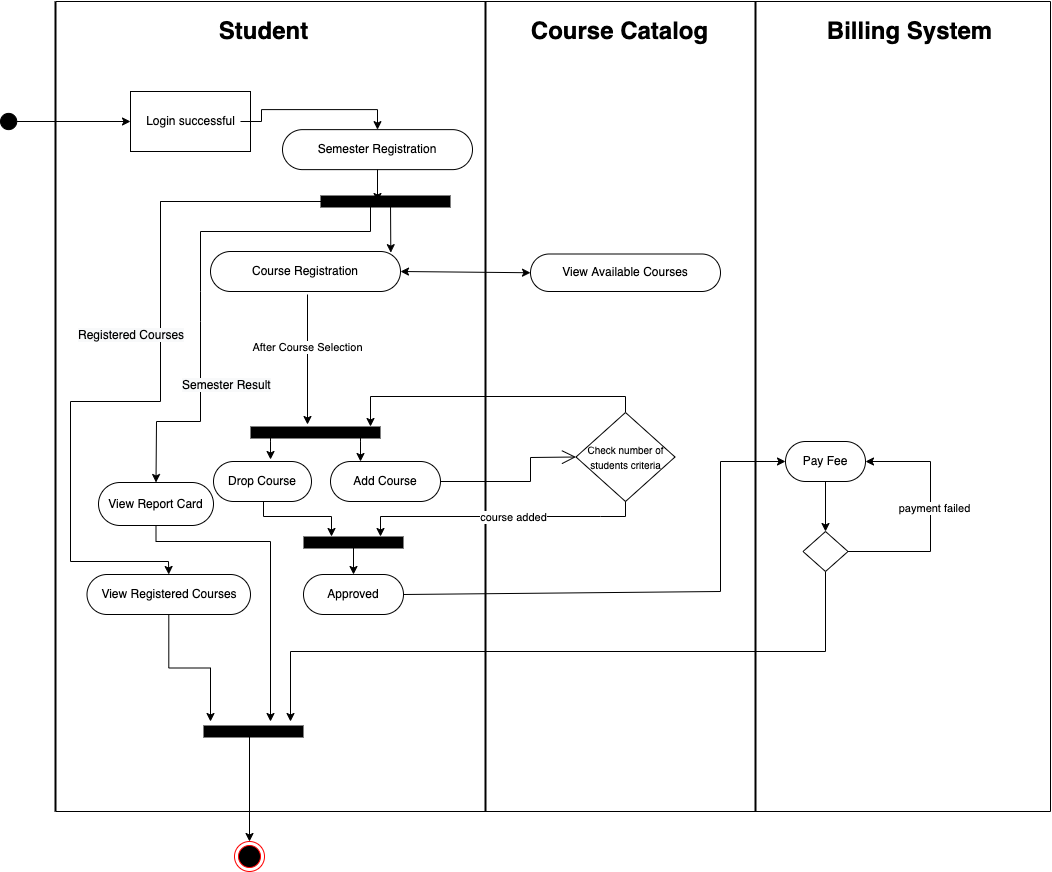 Student
Course Catalog
Billing System
Login successful
Semester Registration
Course Registration
View Available Courses
Registered Courses
After Course Selection
Semester Result
Check number of
students criteria
Pay Fee
Drop Course
Add Course
View Report Card
payment failed
course added
View Registered Courses
Approved